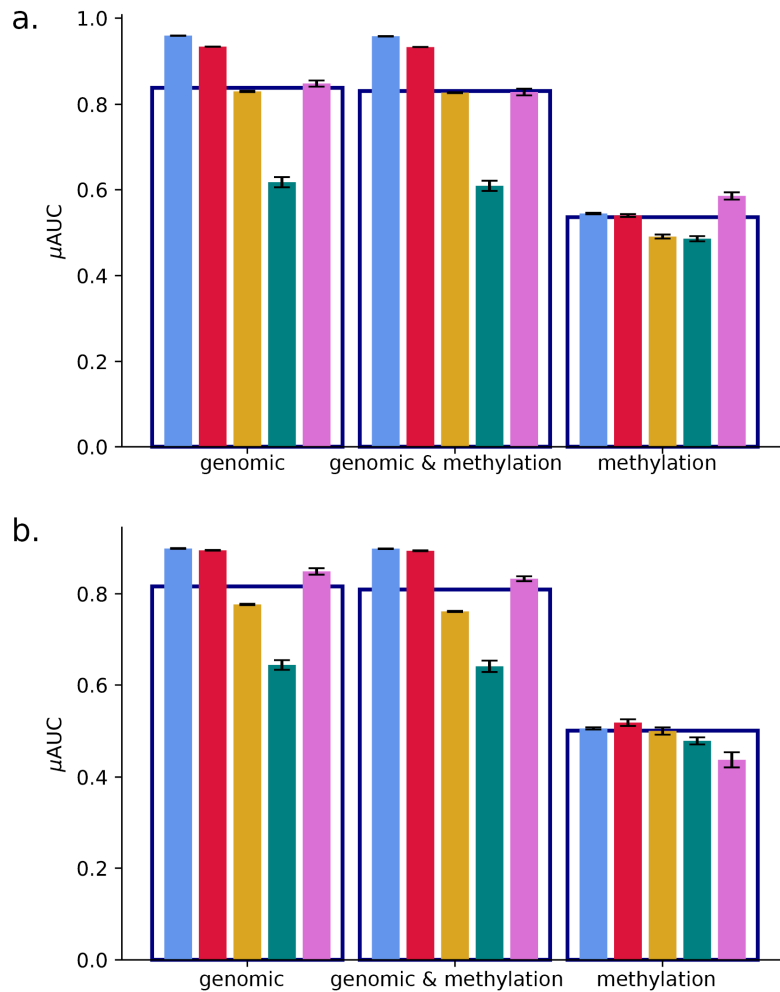 a.
1.0
0.8
0.6
0.4
0.2
0.0
μAUC
genomic
genomic & methylation
methylation
b.
0.8
0.6
0.4
0.2
0.0
μAUC
genomic
genomic & methylation
methylation